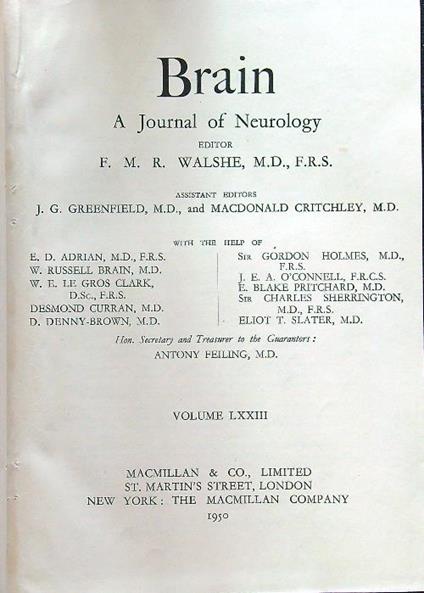 Brain
A Journal of Neurology
EDITOR
F. M. R. WALSHE, M.D., F.R.S.
ASSISTANT EDITORS
J. G. GREENFIELD, M.D., and MACDONALD CRITCHLEY, M.D.
WITH THE HELP OF
E. D. ADRIAN, M.D., F.R.S.
W. RUSSELL BRAIN, M.D.
W. E. LE GROS CLARK,
D.Sc., F.R.S.
DESMOND CURRAN, M.D.
D. DENNY-BROWN, M.D.
Sir GORDON HOLMES, M.D.,
F.R.S.
J. E. A. O'CONNELL, F.R.C.S.
E. BLAKE PRITCHARD, M.D.
Sir CHARLES SHERRINGTON,
M.D., F.R.S.
ELIOT T. SLATER, M.D.
Hon. Secretary and Treasurer to the Guarantors:
ANTONY FEILING, M.D.
VOLUME LXXIII
MACMILLAN & CO., LIMITED
ST. MARTIN'S STREET, LONDON
NEW YORK: THE MACMILLAN COMPANY
1950